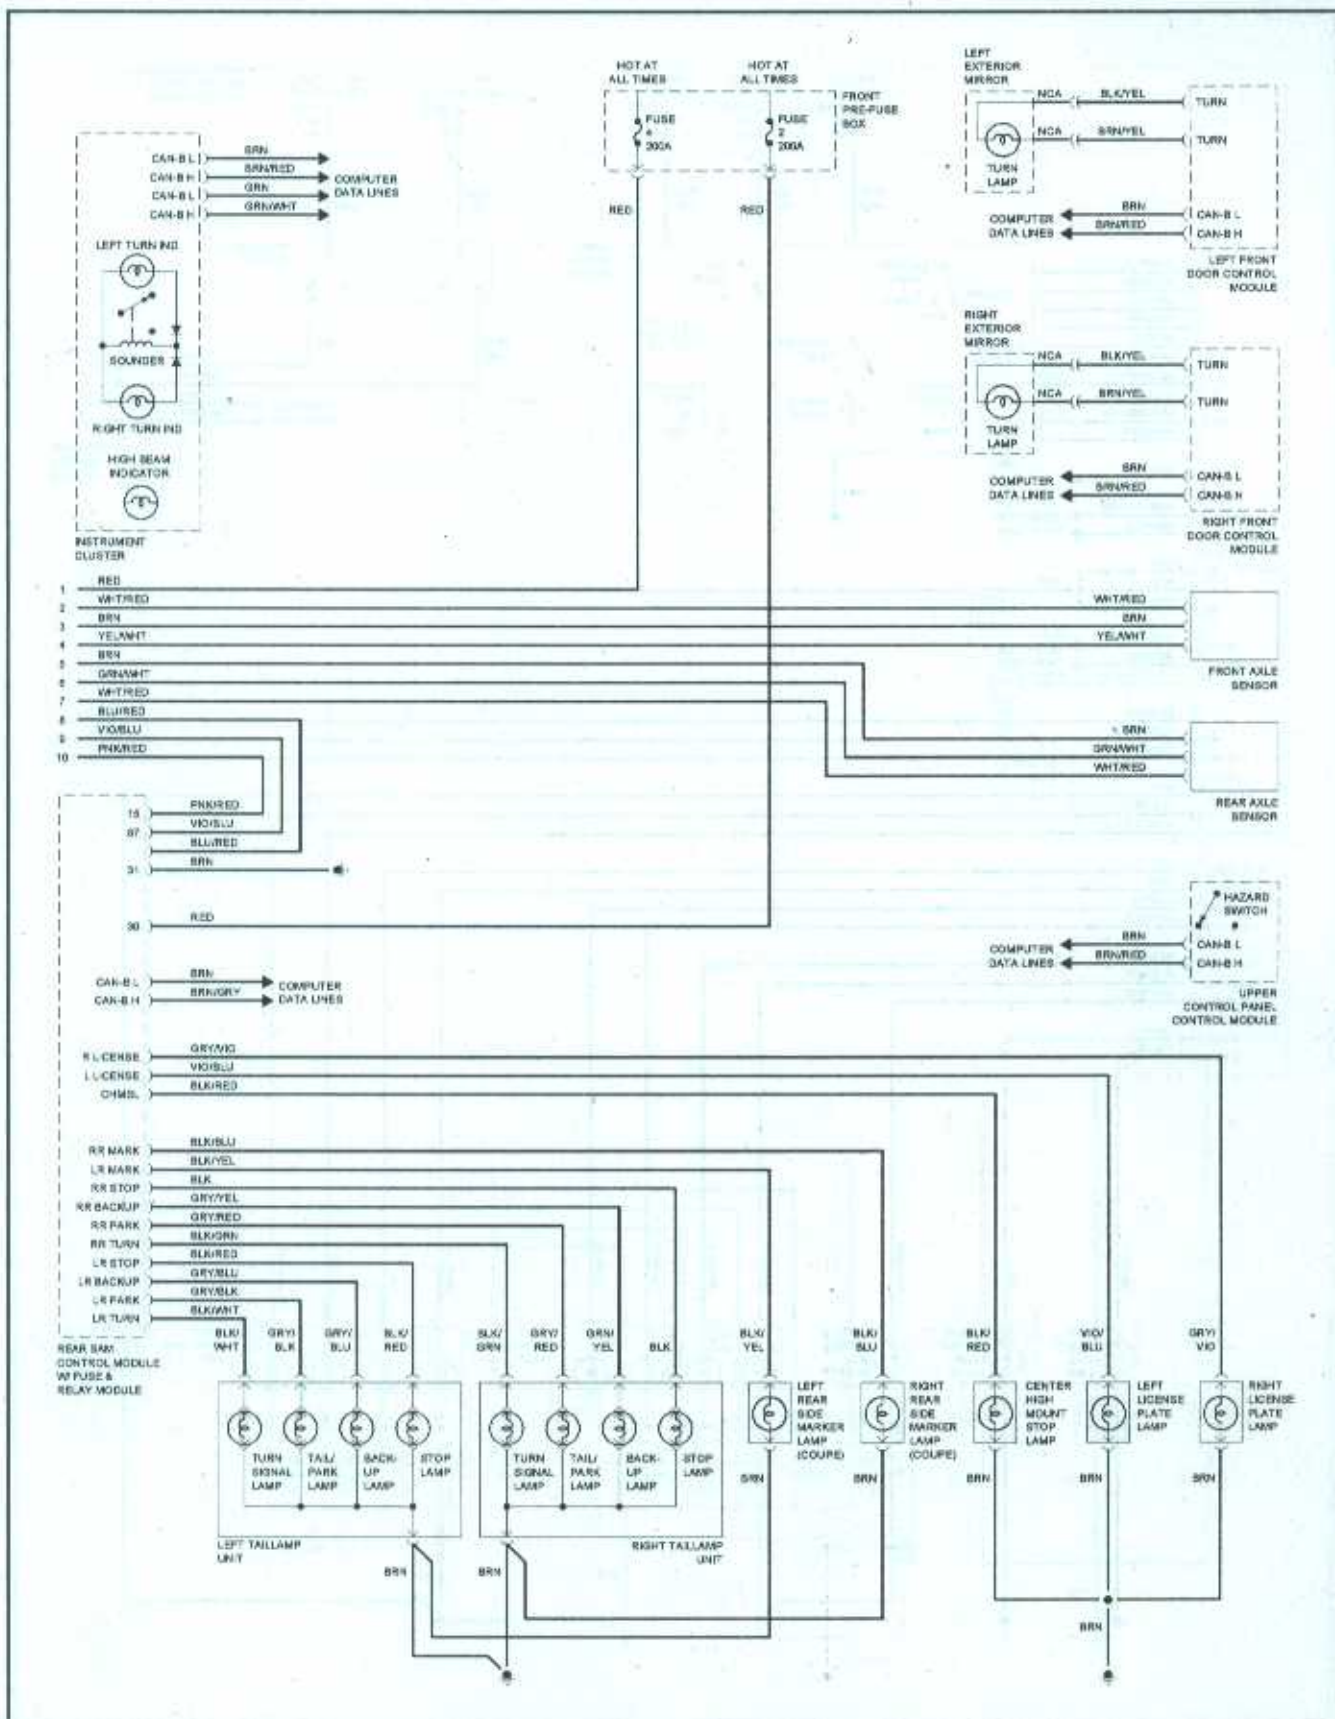 HOT AT
ALL TIMES
HOT AT
ALL TIMES
FRONT
PRE-FUSE
BOX
FUSE
4
200A
FUSE
2
200A
RED
RED
LEFT
EXTERIOR
MIRROR
NCA
BLK/YEL
TURN
NCA
BRN/YEL
TURN
TURN
LAMP
COMPUTER
DATA LINES
BRN
CAN-B L
BRN/RED
CAN-B H
LEFT FRONT
DOOR CONTROL
MODULE
CAN-B L
BRN
CAN-B H
BRN/RED
CAN-B L
GRN
CAN-B H
GRN/WHT
COMPUTER
DATA LINES
LEFT TURN IND
SOUNDER
RIGHT TURN IND
HIGH BEAM
INDICATOR
INSTRUMENT
CLUSTER
RIGHT
EXTERIOR
MIRROR
NCA
BLK/YEL
TURN
NCA
BRN/YEL
TURN
TURN
LAMP
COMPUTER
DATA LINES
BRN
CAN-B L
BRN/RED
CAN-B H
RIGHT FRONT
DOOR CONTROL
MODULE
1 RED
2 WHT/RED
3 BRN
4 YEL/WHT
5 BRN
6 GRN/WHT
7 WHT/RED
8 BLU/RED
9 VIO/BLU
10 PNK/RED
WHT/RED
BRN
YEL/WHT
FRONT AXLE
SENSOR
BRN
GRN/WHT
WHT/RED
REAR AXLE
SENSOR
15 PNK/RED
87 VIO/BLU
BLU/RED
31 BRN
30 RED
HAZARD
SWITCH
COMPUTER
DATA LINES
BRN
CAN-B L
BRN/RED
CAN-B H
UPPER
CONTROL PANEL
CONTROL MODULE
CAN-B L BRN
CAN-B H BRN/GRY
COMPUTER
DATA LINES
R LICENSE GRY/VIO
L LICENSE VIO/BLU
CHMSL BLK/RED
RR MARK BLK/BLU
LR MARK BLK/YEL
RR STOP BLK
RR BACKUP GRY/YEL
RR PARK GRY/RED
RR TURN BLK/GRN
LR STOP BLK/RED
LR BACKUP GRY/BLU
LR PARK GRY/BLK
LR TURN BLK/WHT
REAR SAM
CONTROL MODULE
W/ FUSE &
RELAY MODULE
BLK/
WHT
GRY/
BLK
GRY/
BLU
BLK/
RED
BLK/
GRN
GRY/
RED
GRN/
YEL
BLK
BLK/
YEL
BLK/
BLU
BLK/
RED
VIO/
BLU
GRY/
VIO
TURN
SIGNAL
LAMP
TAIL/
PARK
LAMP
BACK-
UP
LAMP
STOP
LAMP
TURN
SIGNAL
LAMP
TAIL/
PARK
LAMP
BACK-
UP
LAMP
STOP
LAMP
LEFT
REAR
SIDE
MARKER
LAMP
(COUPE)
RIGHT
REAR
SIDE
MARKER
LAMP
(COUPE)
CENTER
HIGH
MOUNT
STOP
LAMP
LEFT
LICENSE
PLATE
LAMP
RIGHT
LICENSE
PLATE
LAMP
BRN
BRN
BRN
BRN
BRN
LEFT TAILLAMP
UNIT
RIGHT TAILLAMP
UNIT
BRN
BRN
BRN